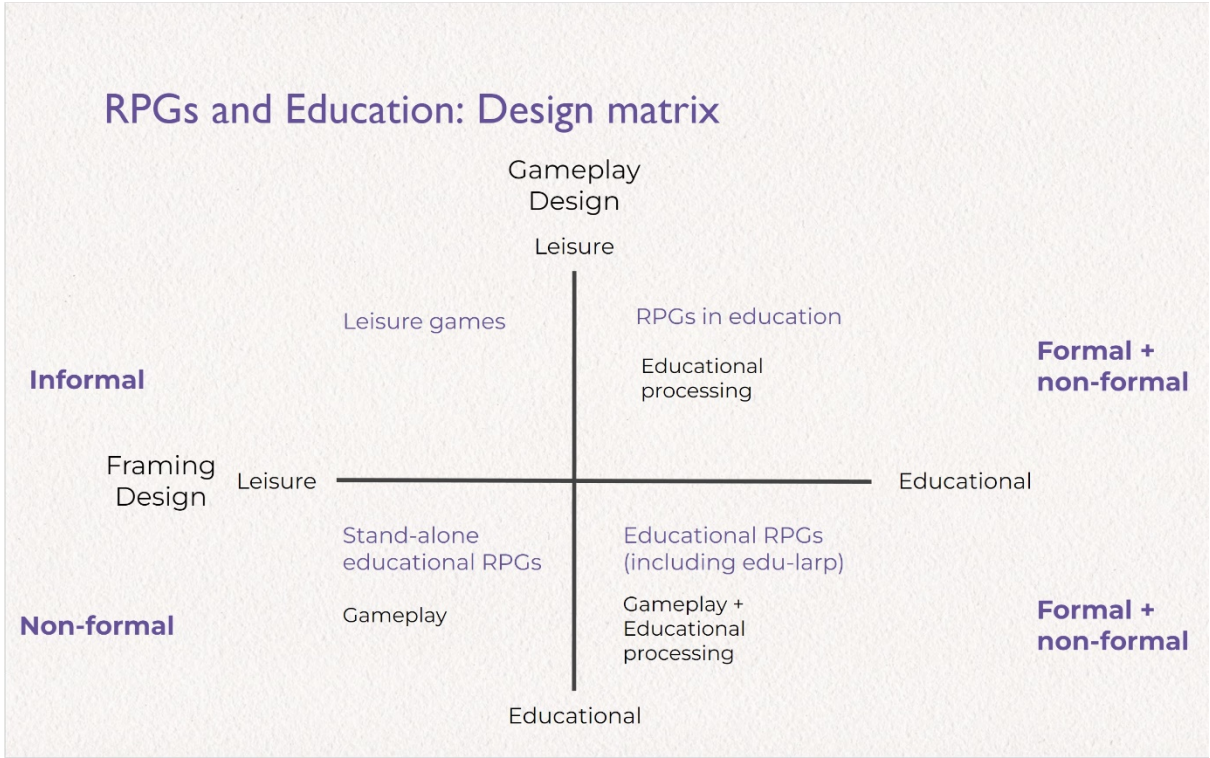 RPGs and Education: Design matrix
Gameplay
Design
Leisure
Leisure games
RPGs in education
Educational
processing
Informal
Formal +
non-formal
Framing
Design
Leisure
Educational
Stand-alone
educational RPGs
Gameplay
Educational RPGs
(including edu-larp)
Gameplay +
Educational
processing
Non-formal
Formal +
non-formal
Educational